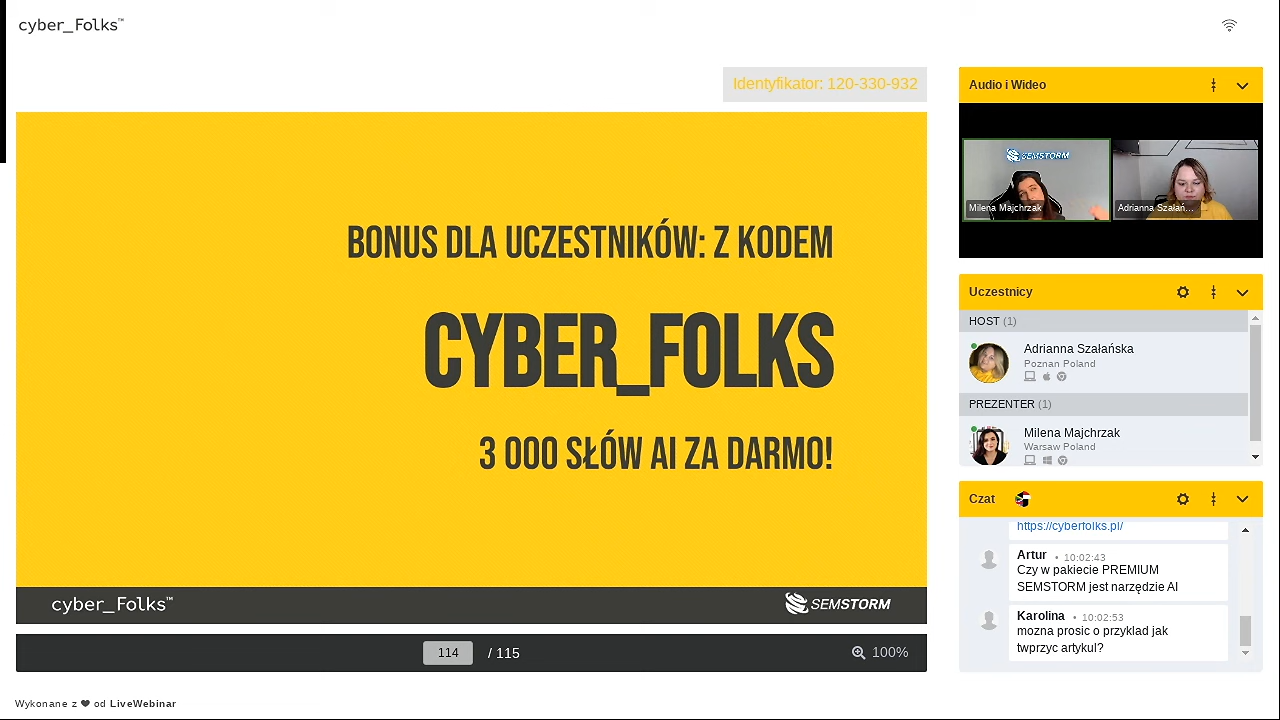 cyber_Folks™
Identyfikator: 120-330-932
BONUS DLA UCZESTNIKÓW: Z KODEM
CYBER_FOLKS
3 000 SŁÓW AI ZA DARMO!
cyber_Folks™
SEMSTORM
114 / 115
100%
Wykonane z od LiveWebinar
Audio i Wideo
SEMSTORM
Milena Majchrzak
Adrianna Szałań...
Uczestnicy
HOST (1)
Adrianna Szałańska
Poznan Poland
PREZENTER (1)
Milena Majchrzak
Warsaw Poland
Czat
https://cyberfolks.pl/
Artur • 10:02:43
Czy w pakiecie PREMIUM
SEMSTORM jest narzędzie AI
Karolina • 10:02:53
mozna prosic o przyklad jak
twprzyc artykul?